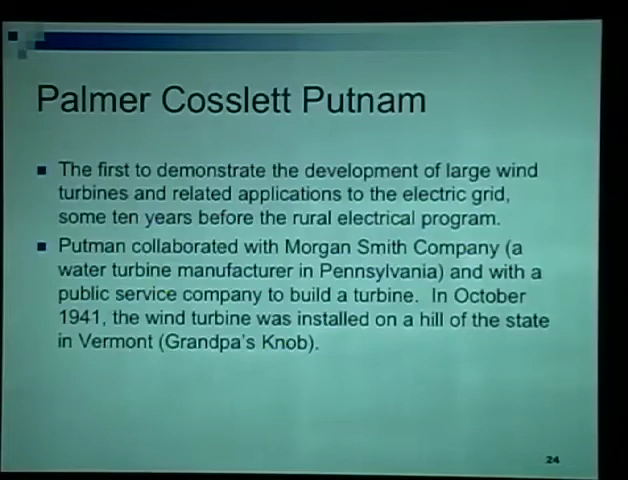 Palmer Cosslett Putnam
The first to demonstrate the development of large wind
turbines and related applications to the electric grid,
some ten years before the rural electrical program.
Putman collaborated with Morgan Smith Company (a
water turbine manufacturer in Pennsylvania) and with a
public service company to build a turbine. In October
1941, the wind turbine was installed on a hill of the state
in Vermont (Grandpa's Knob).
24